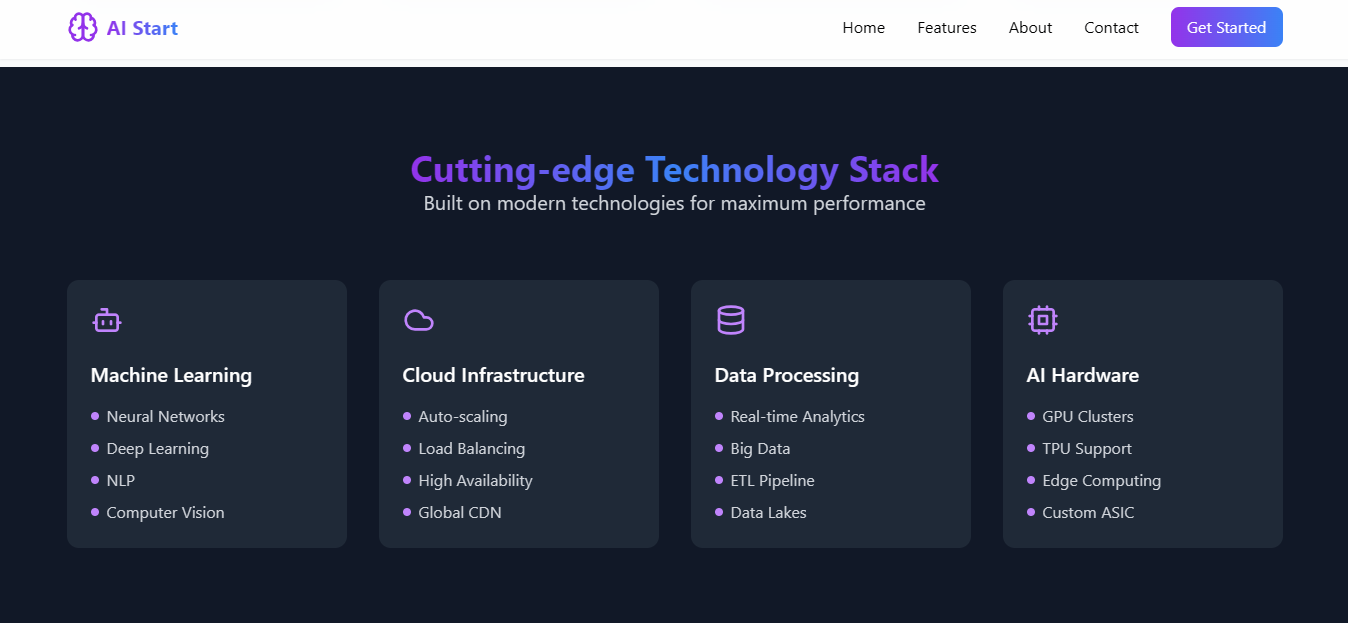 AI Start
Home
Features
About
Contact
Get Started
Cutting-edge Technology Stack
Built on modern technologies for maximum performance
Machine Learning
Neural Networks
Deep Learning
NLP
Computer Vision
Cloud Infrastructure
Auto-scaling
Load Balancing
High Availability
Global CDN
Data Processing
Real-time Analytics
Big Data
ETL Pipeline
Data Lakes
AI Hardware
GPU Clusters
TPU Support
Edge Computing
Custom ASIC